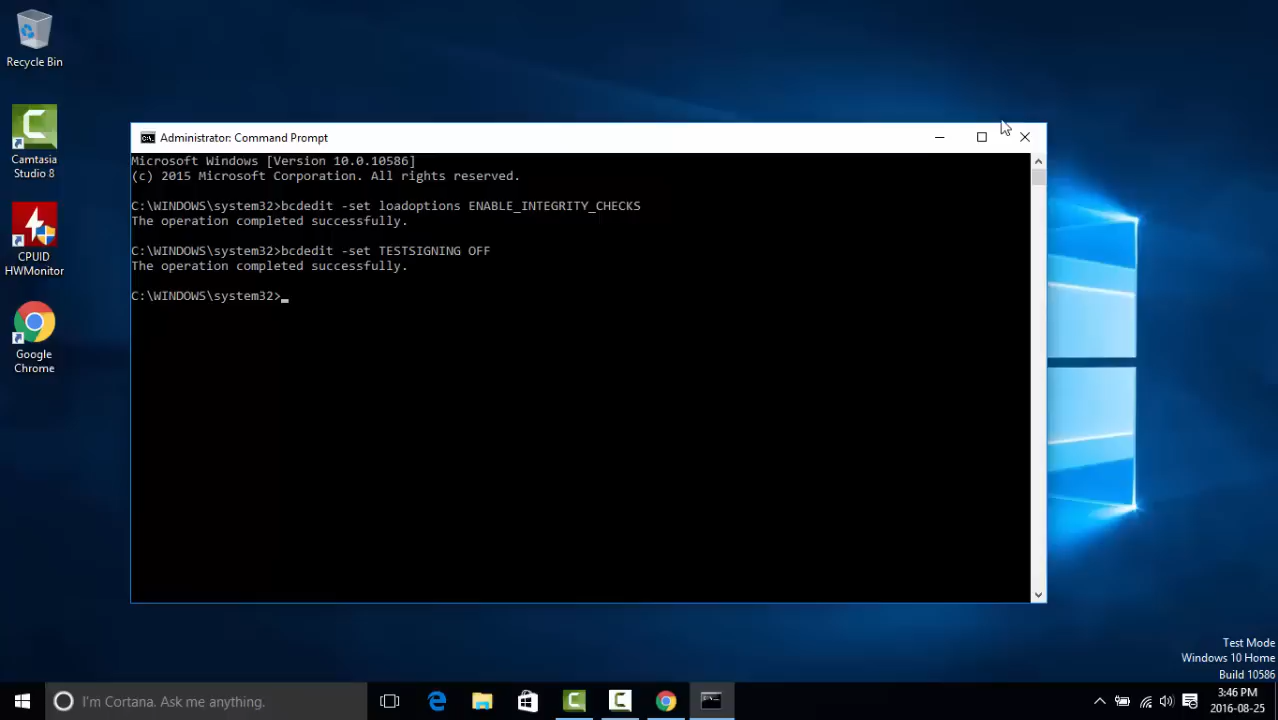 Recycle Bin
Camtasia
Studio 8
CPUID
HWMonitor
Google
Chrome
Administrator: Command Prompt
Microsoft Windows [Version 10.0.10586]
(c) 2015 Microsoft Corporation. All rights reserved.
C:\WINDOWS\system32>bcdedit -set loadoptions ENABLE_INTEGRITY_CHECKS
The operation completed successfully.
C:\WINDOWS\system32>bcdedit -set TESTSIGNING OFF
The operation completed successfully.
C:\WINDOWS\system32>_
Test Mode
Windows 10 Home
Build 10586
I'm Cortana. Ask me anything.
3:46 PM
2016-08-25